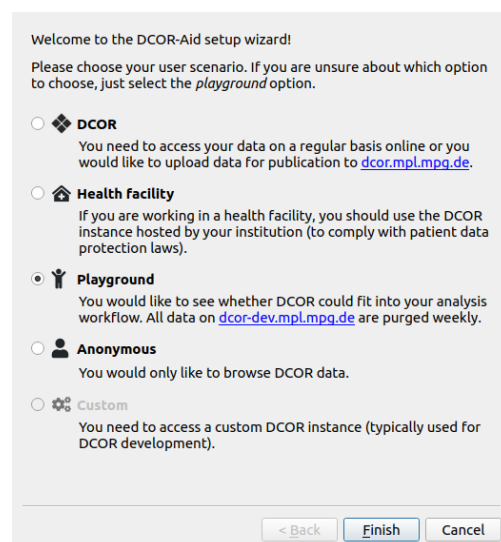 Welcome to the DCOR-Aid setup wizard!
Please choose your user scenario. If you are unsure about which option
to choose, just select the playground option.
DCOR
You need to access your data on a regular basis online or you
would like to upload data for publication to dcor.mpl.mpg.de.
Health facility
If you are working in a health facility, you should use the DCOR
instance hosted by your institution (to comply with patient data
protection laws).
Playground
You would like to see whether DCOR could fit into your analysis
workflow. All data on dcor-dev.mpl.mpg.de are purged weekly.
Anonymous
You would only like to browse DCOR data.
Custom
You need to access a custom DCOR instance (typically used for
DCOR development).
< Back Finish Cancel